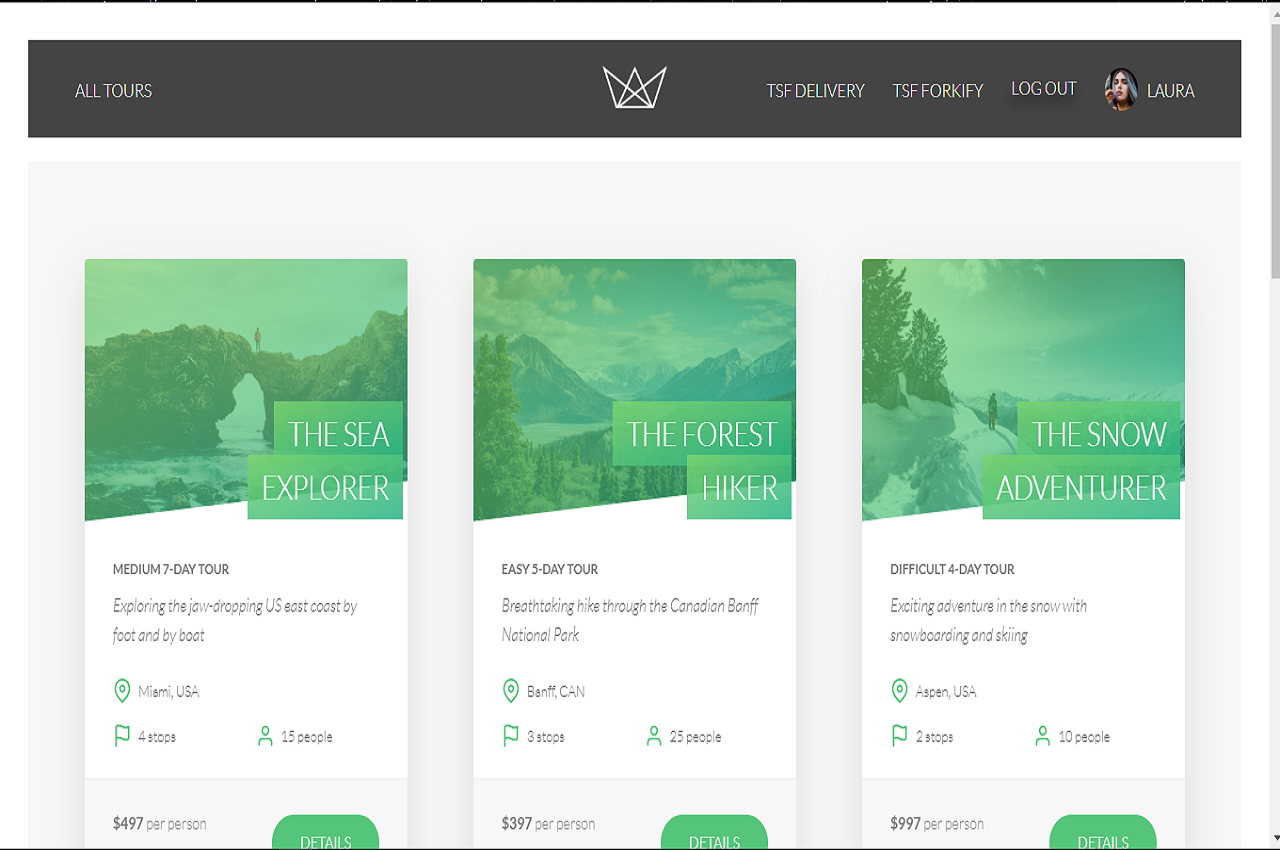 ALL TOURS
TSF DELIVERY
TSF FORKIFY
LOG OUT
LAURA
THE SEA
EXPLORER
MEDIUM 7-DAY TOUR
Exploring the jaw-dropping US east coast by
foot and by boat
Miami, USA
4 stops
15 people
$497 per person
DETAILS
THE FOREST
HIKER
EASY 5-DAY TOUR
Breathtaking hike through the Canadian Banff
National Park
Banff, CAN
3 stops
25 people
$397 per person
DETAILS
THE SNOW
ADVENTURER
DIFFICULT 4-DAY TOUR
Exciting adventure in the snow with
snowboarding and skiing
Aspen, USA
2 stops
10 people
$997 per person
DETAILS